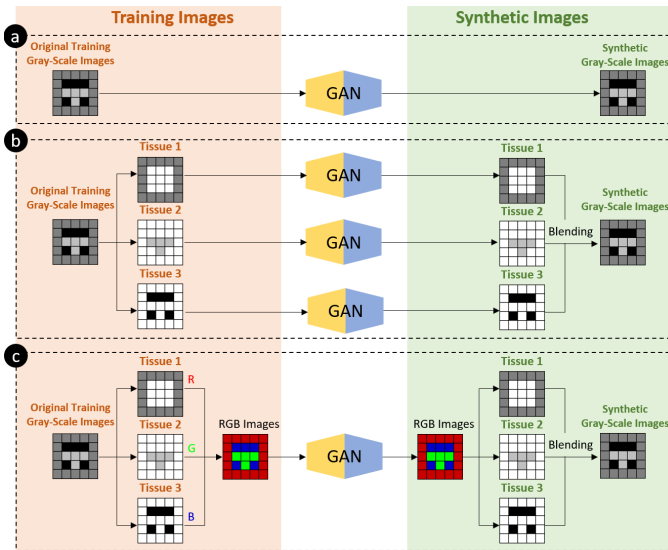 Training Images
Synthetic Images
a
Original Training
Gray-Scale Images
GAN
Synthetic
Gray-Scale Images
b
Original Training
Gray-Scale Images
Tissue 1
Tissue 2
Tissue 3
GAN
GAN
GAN
Tissue 1
Tissue 2
Tissue 3
Blending
Synthetic
Gray-Scale Images
c
Original Training
Gray-Scale Images
Tissue 1
R
Tissue 2
G
Tissue 3
B
RGB Images
GAN
RGB Images
Tissue 1
Tissue 2
Tissue 3
Blending
Synthetic
Gray-Scale Images